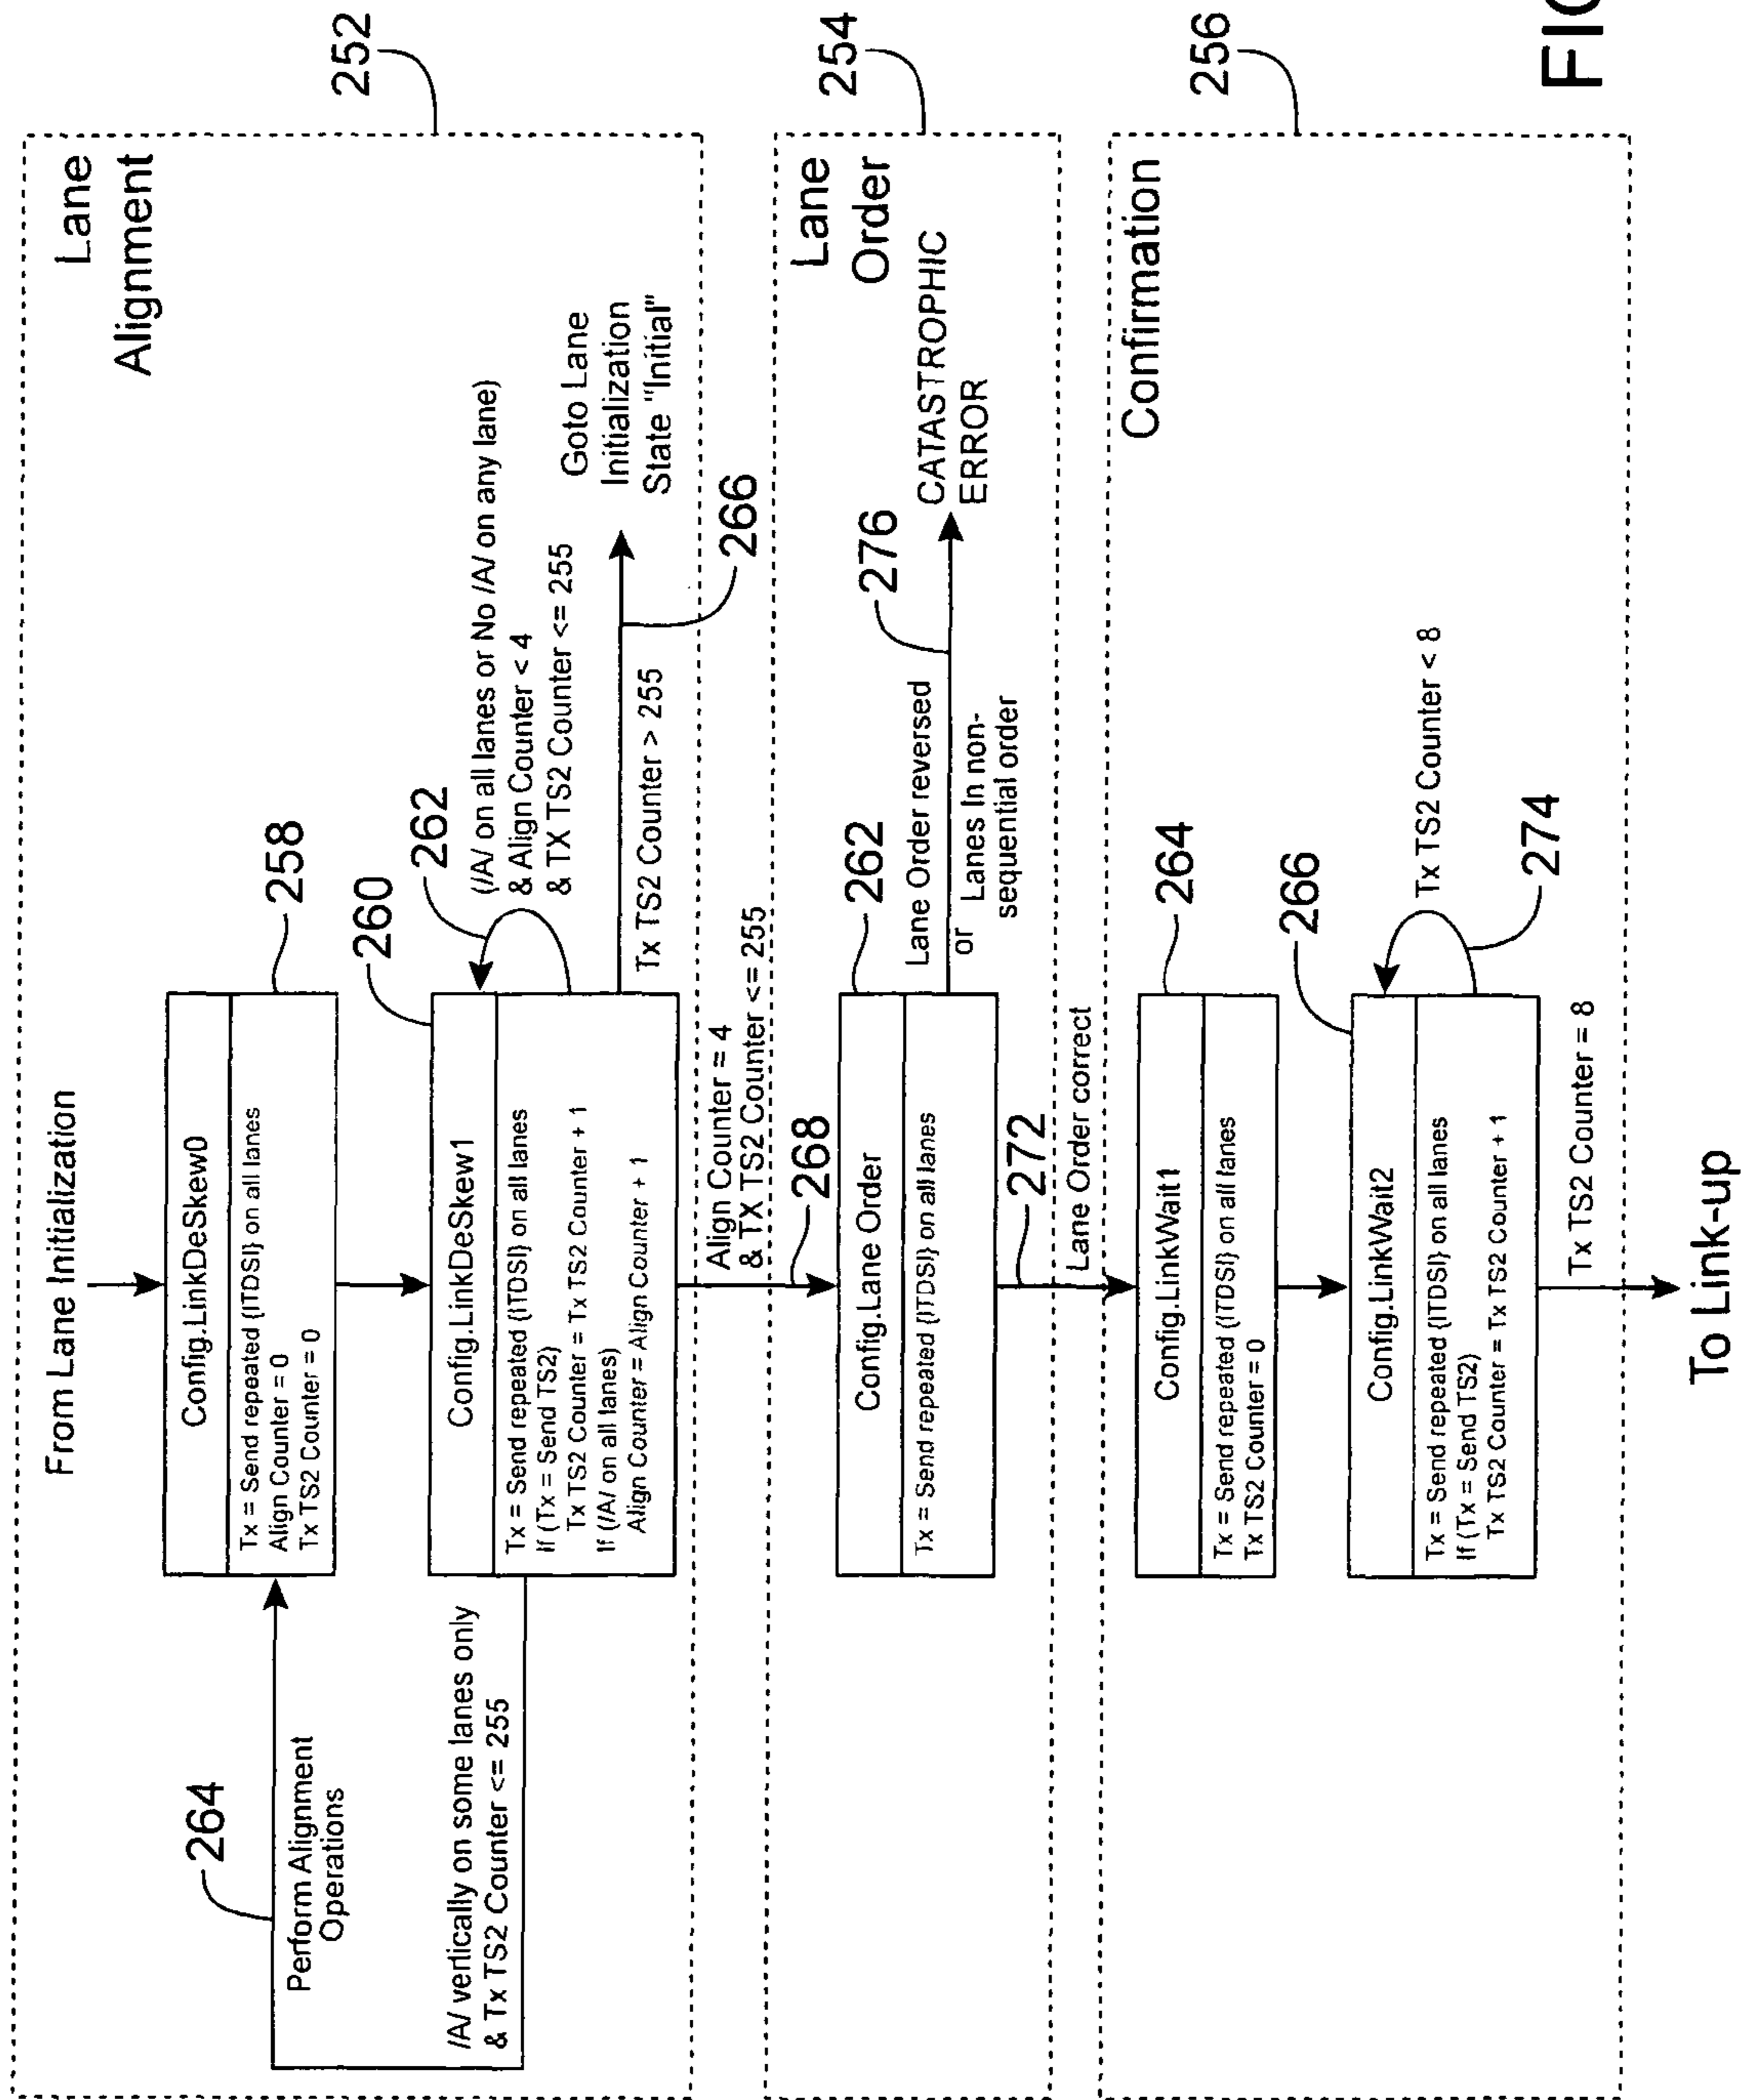 From Lane Initialization
Lane
Alignment
252
Config.LinkDeSkew0
Tx = Send repeated {ITDSI} on all lanes
Align Counter = 0
Tx TS2 Counter = 0
258
264
Perform Alignment
Operations
260
Config.LinkDeSkew1
Tx = Send repeated {ITDSI} on all lanes
If (Tx = Send TS2)
Tx TS2 Counter = Tx TS2 Counter + 1
If (/A/ on all lanes)
Align Counter = Align Counter + 1
262
(/A/ on all lanes or No /A/ on any lane)
& Align Counter < 4
& TX TS2 Counter <= 255
/A/ vertically on some lanes only
& Tx TS2 Counter <= 255
Goto Lane
Initialization
State "Initial"
Tx TS2 Counter > 255
266
Align Counter = 4
& TX TS2 Counter <= 255
268
Lane
Order
254
Config.Lane Order
Tx = Send repeated {ITDSI} on all lanes
262
Lane Order reversed
or
Lanes In non-
sequential order
276
CATASTROPHIC
ERROR
272
Lane Order correct
Confirmation
256
Config.LinkWait1
Tx = Send repeated {ITDSI} on all lanes
Tx TS2 Counter = 0
264
266
Config.LinkWait2
Tx = Send repeated {ITDSI} on all lanes
If (Tx = Send TS2)
Tx TS2 Counter = Tx TS2 Counter + 1
Tx TS2 Counter < 8
274
Tx TS2 Counter = 8
To Link-up